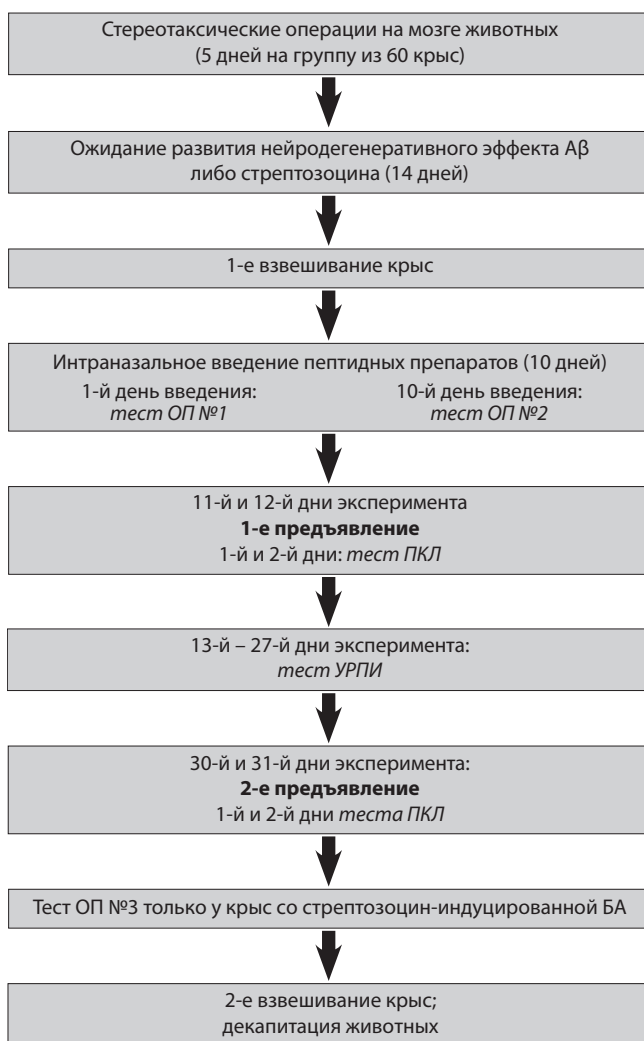 Стереотаксические операции на мозге животных
(5 дней на группу из 60 крыс)
Ожидание развития нейродегенеративного эффекта Аβ
либо стрептозоцина (14 дней)
1-е взвешивание крыс
Интраназальное введение пептидных препаратов (10 дней)
1-й день введения:
тест ОП №1
10-й день введения:
тест ОП №2
11-й и 12-й дни эксперимента
1-е предъявление
1-й и 2-й дни: тест ПКЛ
13-й – 27-й дни эксперимента:
тест УРПИ
30-й и 31-й дни эксперимента:
2-е предъявление
1-й и 2-й дни теста ПКЛ
Тест ОП №3 только у крыс со стрептозоцин-индуцированной БА
2-е взвешивание крыс;
декапитация животных